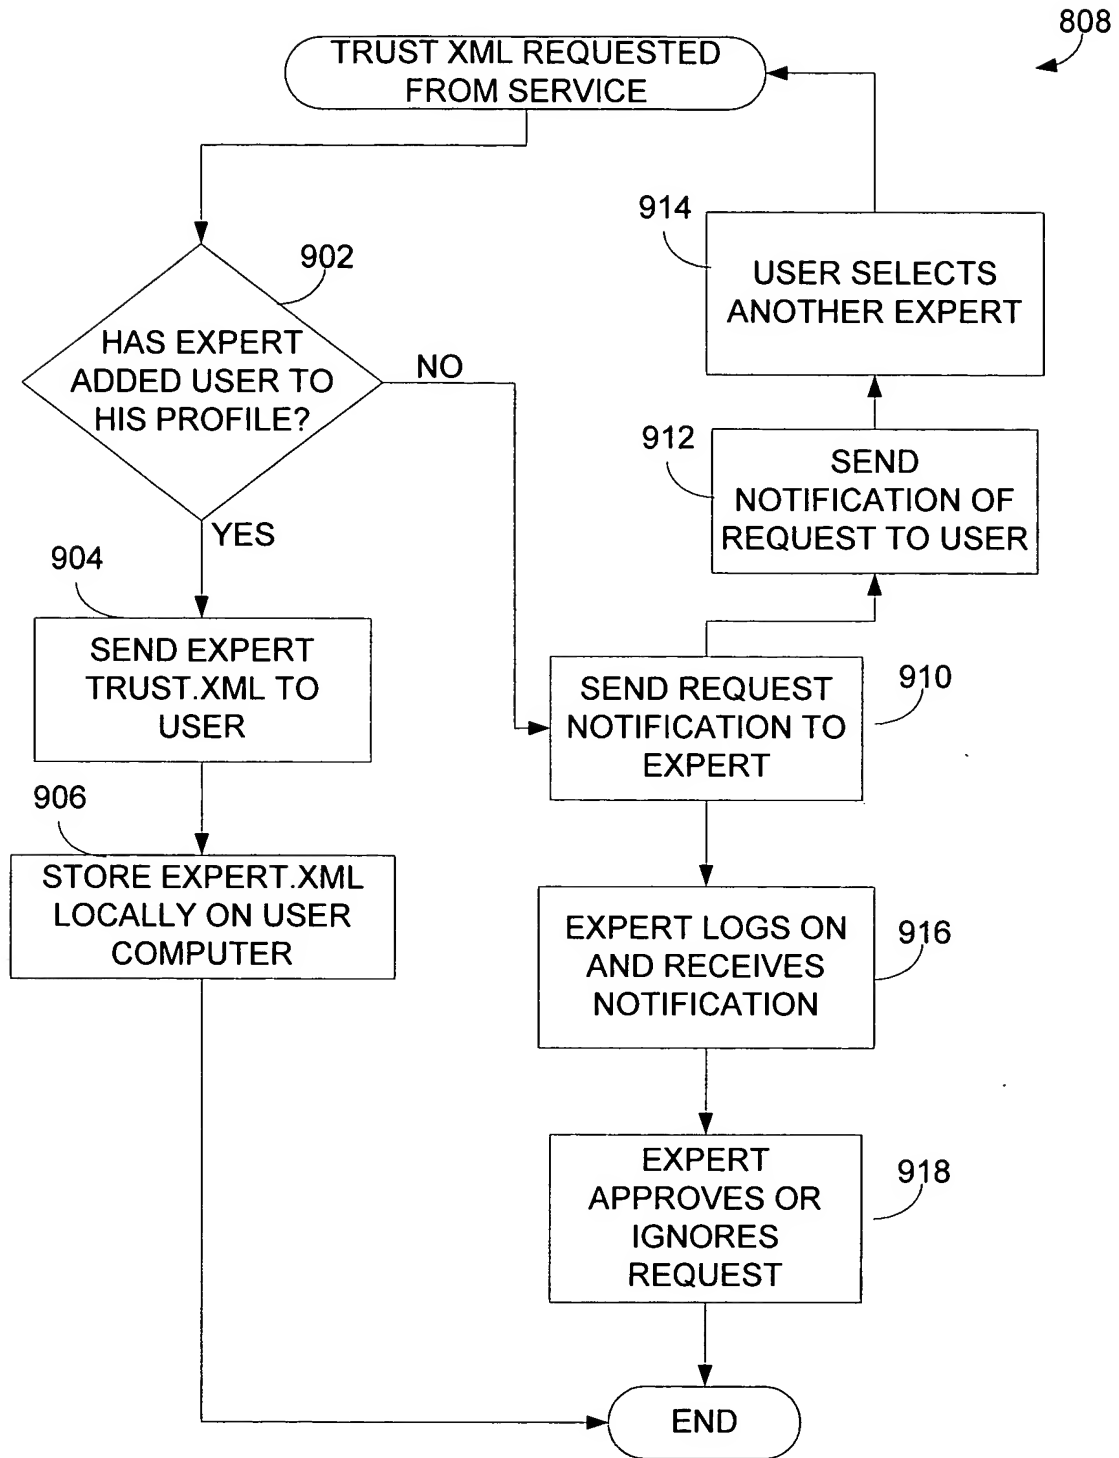 808
TRUST XML REQUESTED
FROM SERVICE
902
HAS EXPERT
ADDED USER TO
HIS PROFILE?
NO
YES
904
SEND EXPERT
TRUST.XML TO
USER
906
STORE EXPERT.XML
LOCALLY ON USER
COMPUTER
914
USER SELECTS
ANOTHER EXPERT
912
SEND
NOTIFICATION OF
REQUEST TO USER
910
SEND REQUEST
NOTIFICATION TO
EXPERT
916
EXPERT LOGS ON
AND RECEIVES
NOTIFICATION
918
EXPERT
APPROVES OR
IGNORES
REQUEST
END